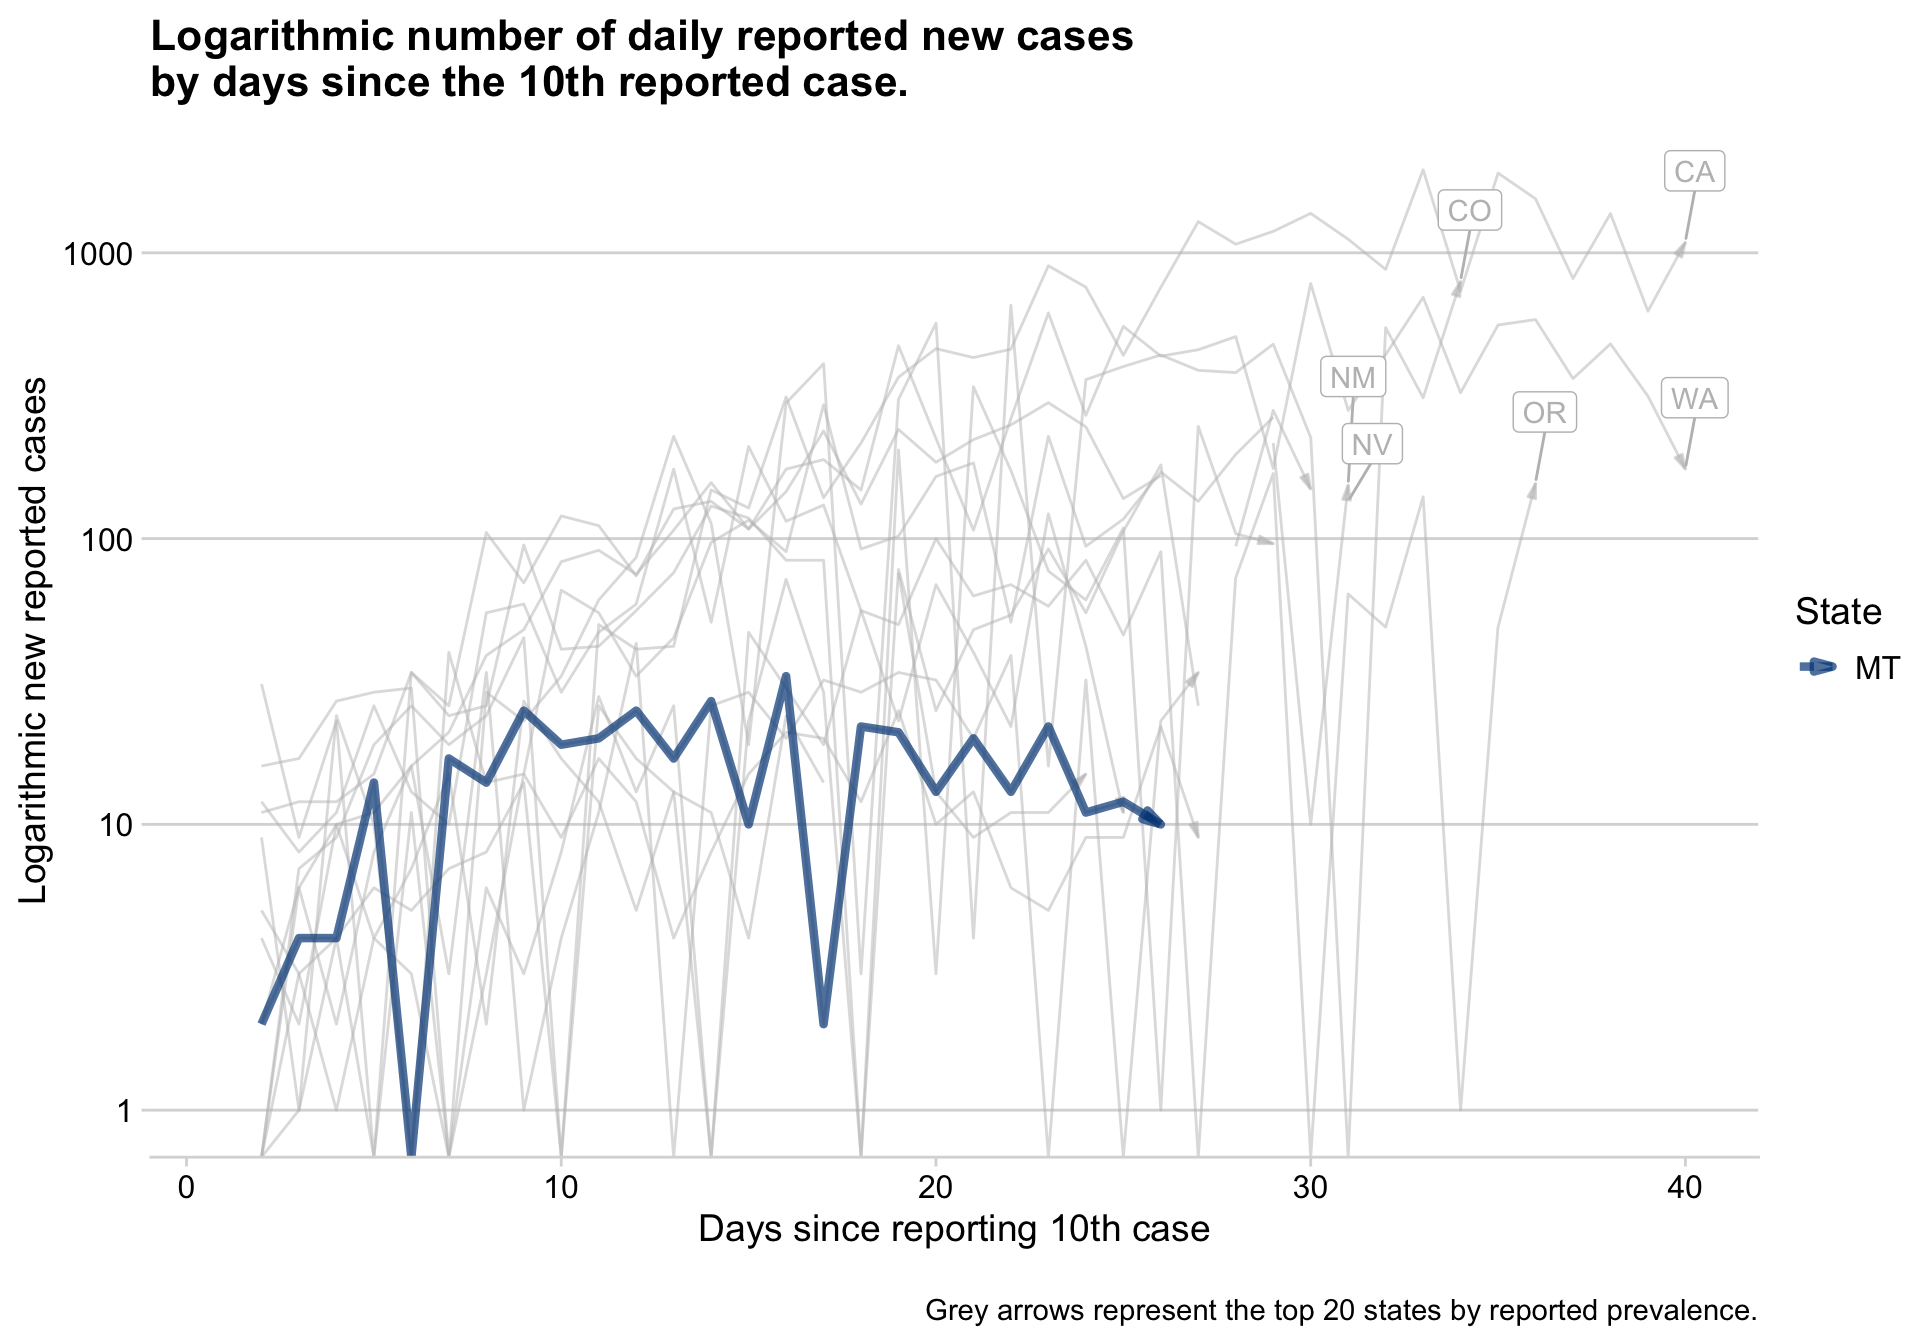 Logarithmic number of daily reported new cases
by days since the 10th reported case.
Logarithmic new reported cases
1000
100
10
1
CA
CO
NM
OR
WA
NV
State
MT
0
10
20
30
40
Days since reporting 10th case
Grey arrows represent the top 20 states by reported prevalence.